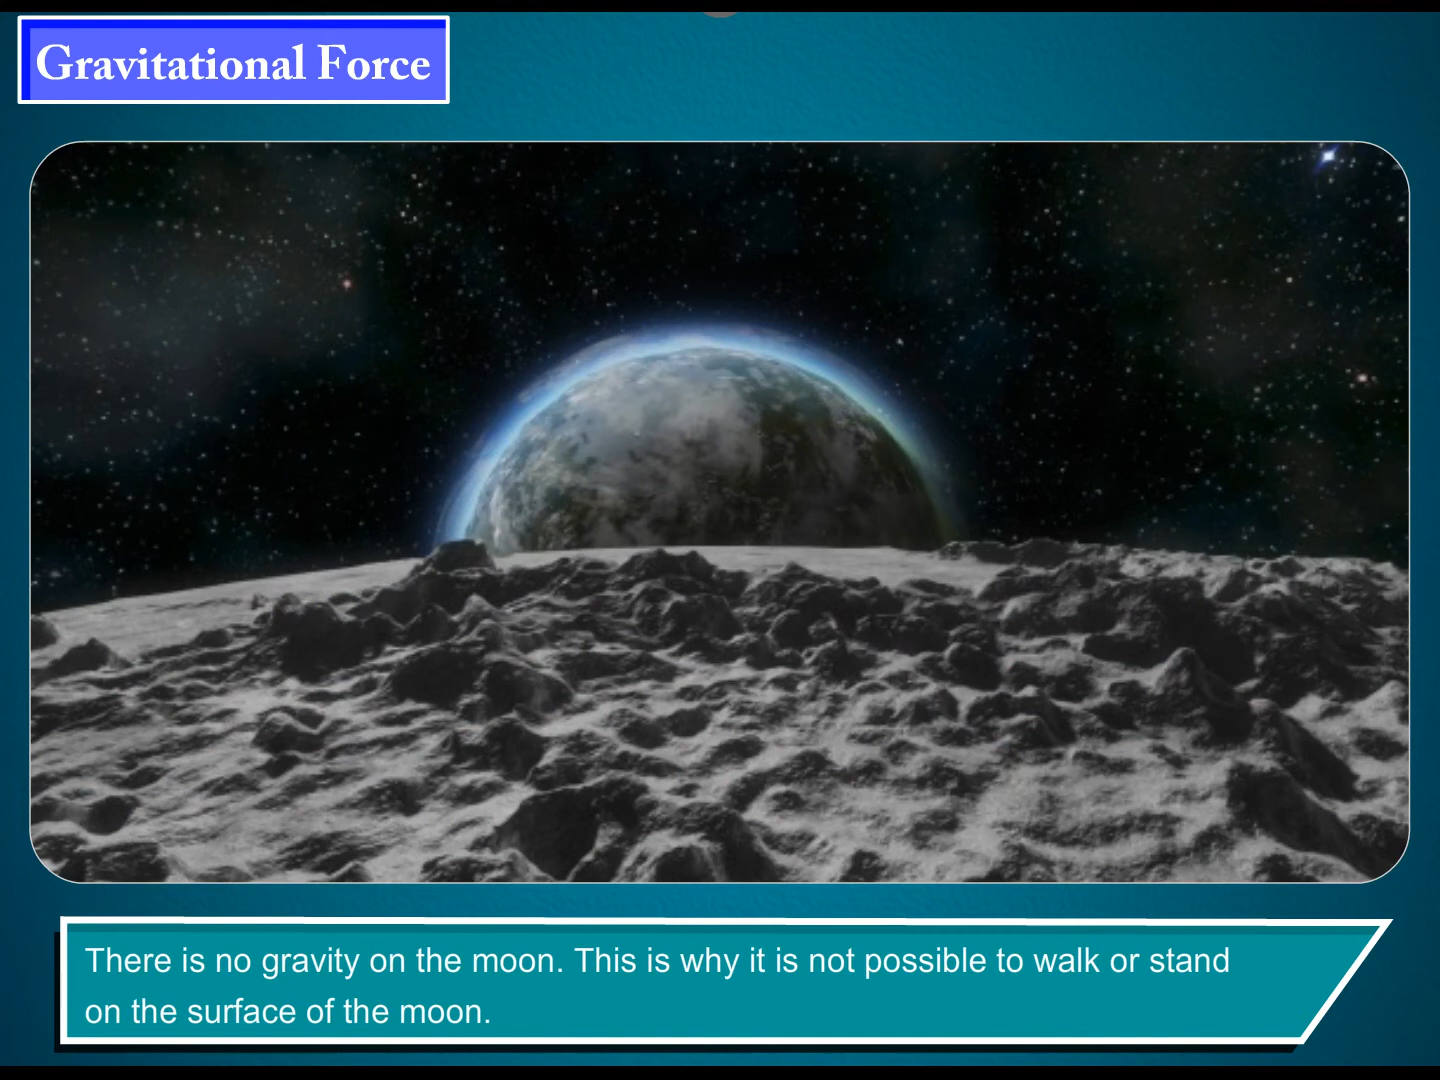 Gravitational Force
There is no gravity on the moon. This is why it is not possible to walk or stand
on the surface of the moon.